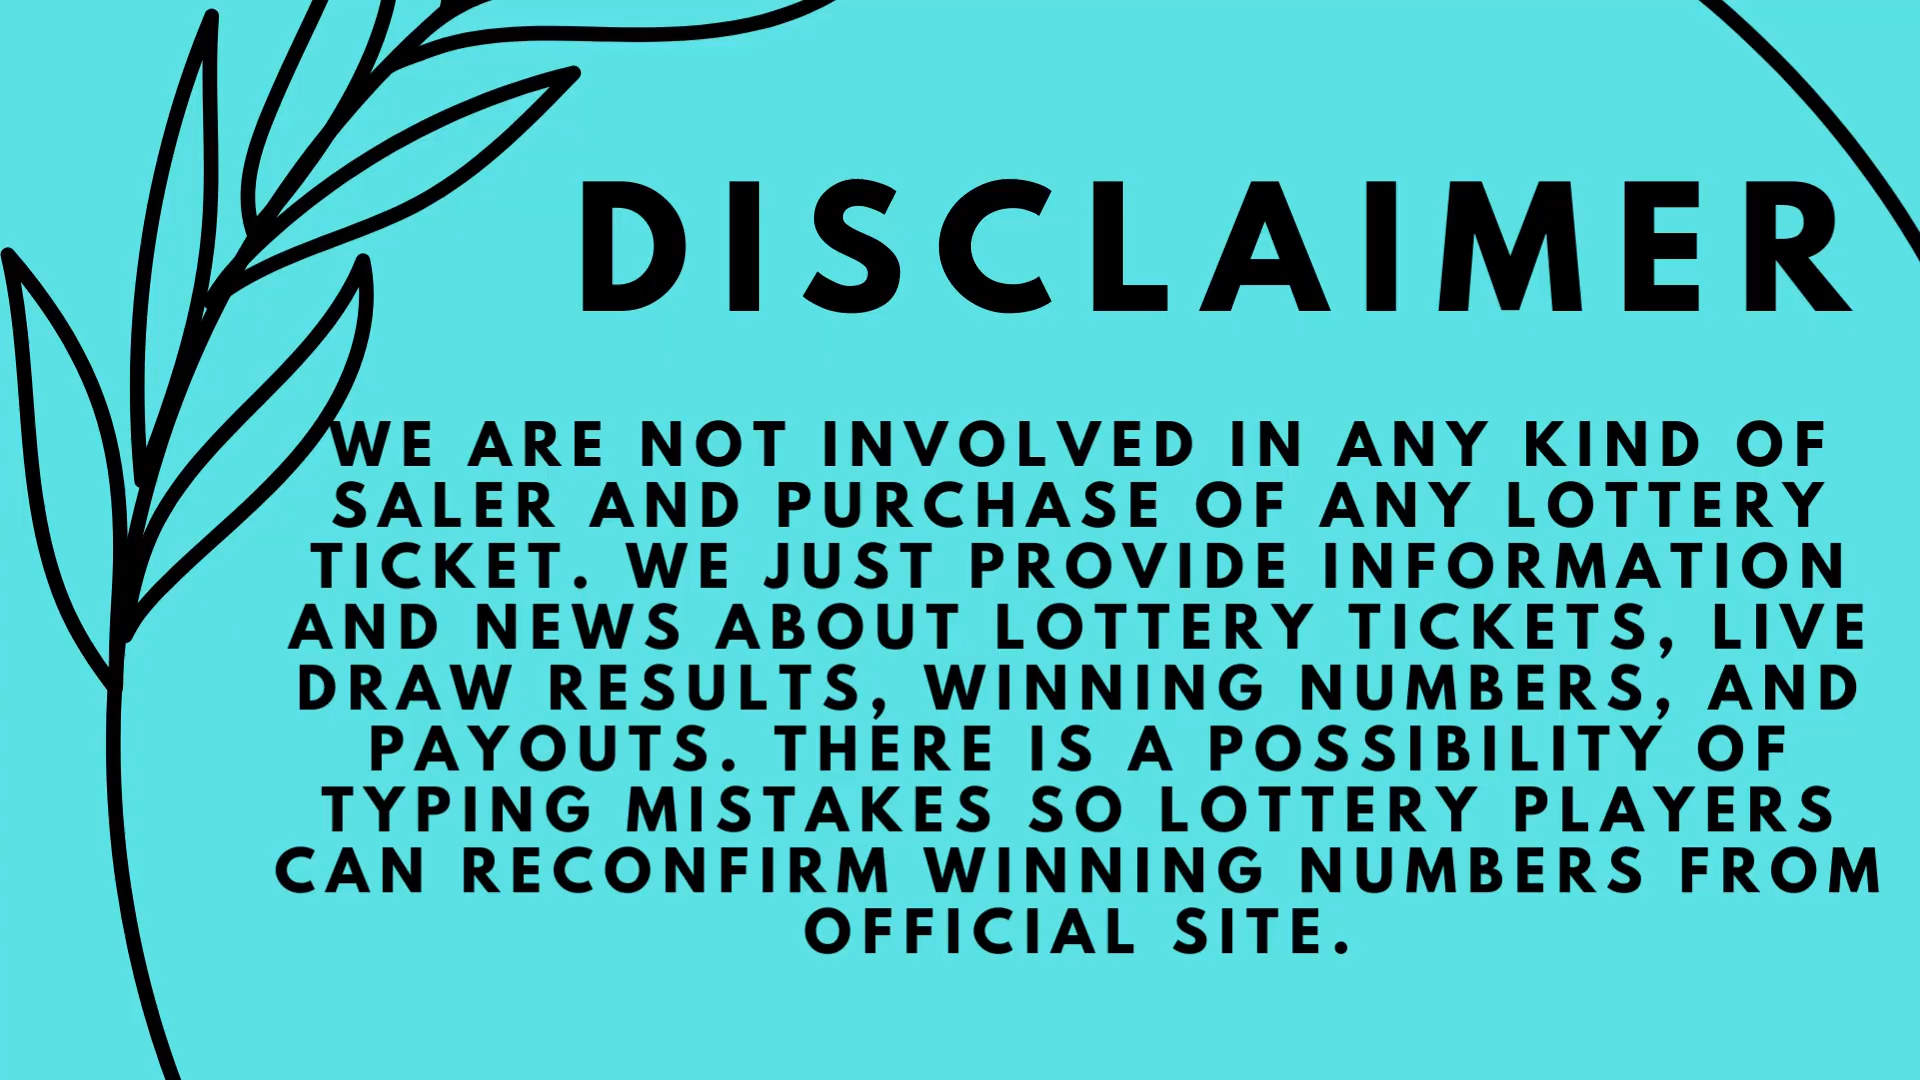 DISCLAIMER
WE ARE NOT INVOLVED IN ANY KIND OF
SALER AND PURCHASE OF ANY LOTTERY
TICKET. WE JUST PROVIDE INFORMATION
AND NEWS ABOUT LOTTERY TICKETS, LIVE
DRAW RESULTS, WINNING NUMBERS, AND
PAYOUTS. THERE IS A POSSIBILITY OF
TYPING MISTAKES SO LOTTERY PLAYERS
CAN RECONFIRM WINNING NUMBERS FROM
OFFICIAL SITE.